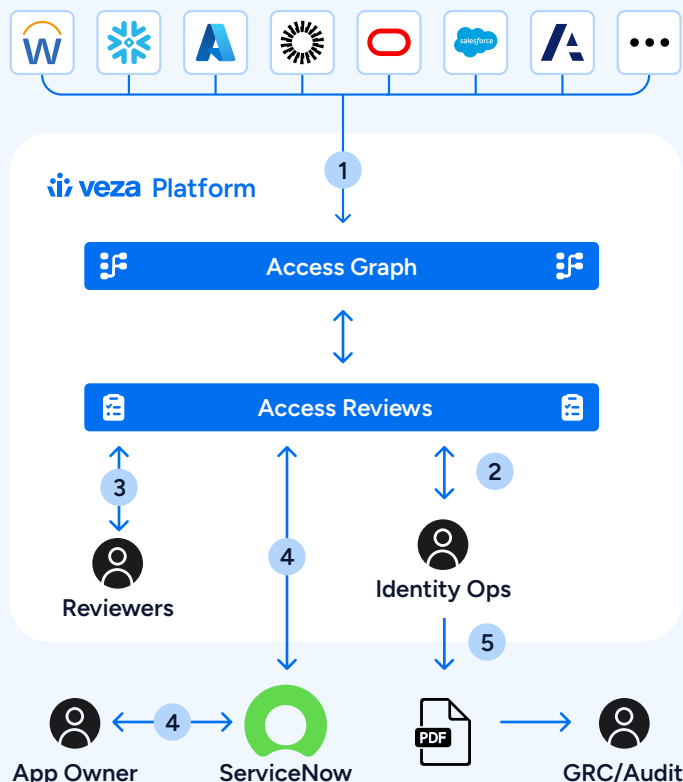 salesforce
1
veza Platform
Access Graph
Access Reviews
3
2
4
Reviewers
Identity Ops
5
4
PDF
App Owner
ServiceNow
GRC/Audit